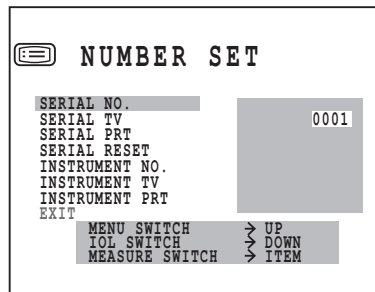 NUMBER SET
SERIAL NO.
SERIAL TV 0001
SERIAL PRT
SERIAL RESET
INSTRUMENT NO.
INSTRUMENT TV
INSTRUMENT PRT
EXIT
MENU SWITCH → UP
IOL SWITCH → DOWN
MEASURE SWITCH → ITEM